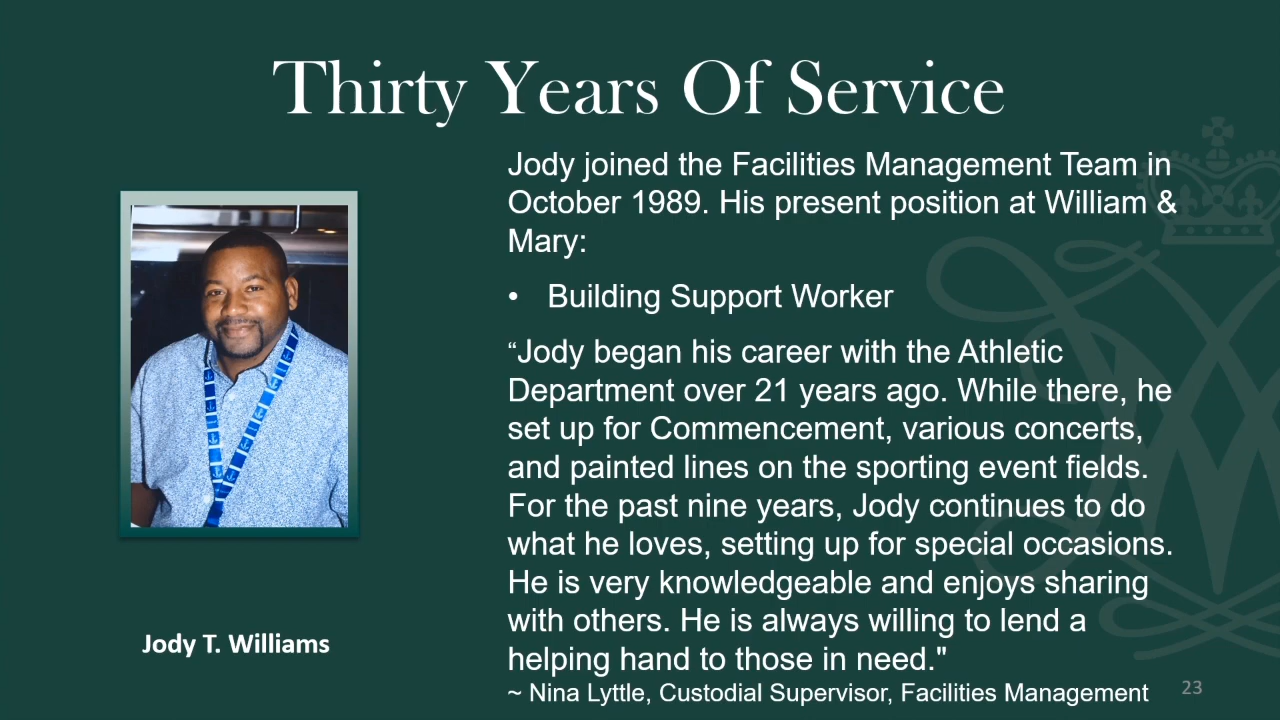 Thirty Years Of Service
Jody joined the Facilities Management Team in
October 1989. His present position at William &
Mary:
• Building Support Worker
“Jody began his career with the Athletic
Department over 21 years ago. While there, he
set up for Commencement, various concerts,
and painted lines on the sporting event fields.
For the past nine years, Jody continues to do
what he loves, setting up for special occasions.
He is very knowledgeable and enjoys sharing
with others. He is always willing to lend a
helping hand to those in need."
~ Nina Lyttle, Custodial Supervisor, Facilities Management
Jody T. Williams
23